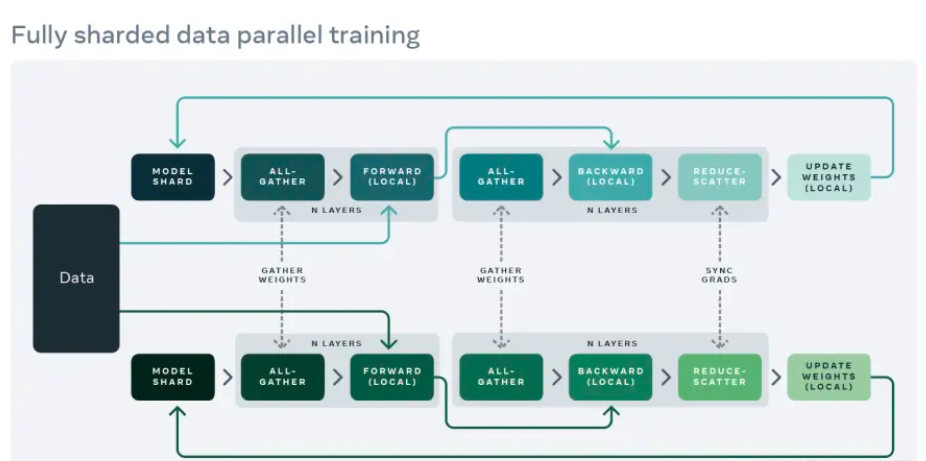 Fully sharded data parallel training
MODEL
SHARD
ALL-
GATHER
FORWARD
(LOCAL)
N LAYERS
ALL-
GATHER
BACKWARD
(LOCAL)
REDUCE-
SCATTER
N LAYERS
UPDATE
WEIGHTS
(LOCAL)
Data
GATHER
WEIGHTS
GATHER
WEIGHTS
SYNC
GRADS
MODEL
SHARD
N LAYERS
ALL-
GATHER
FORWARD
(LOCAL)
N LAYERS
ALL-
GATHER
BACKWARD
(LOCAL)
REDUCE-
SCATTER
UPDATE
WEIGHTS
(LOCAL)